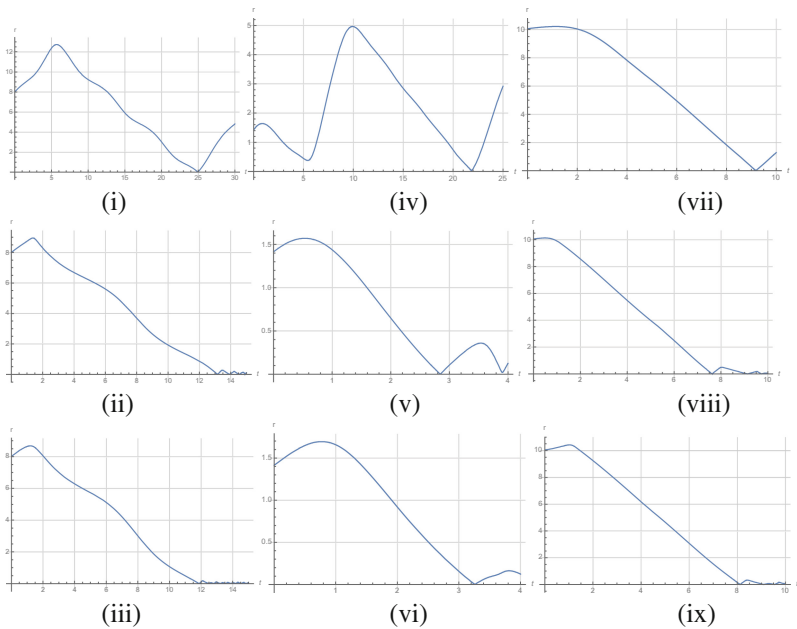 r r r
12 10 8 6 4 2
5 10 15 20 25 30 t
5 4 3 2 1
5 10 15 20 25 t
10 8 6 4 2
2 4 6 8 10 t
(i) (iv) (vii)
r r r
8 6 4 2
2 4 6 8 10 12 14 t
1.5 1.0 0.5
1 2 3 4 t
10 8 6 4 2
2 4 6 8 10 t
(ii) (v) (viii)
r r r
8 6 4 2
2 4 6 8 10 12 14 t
1.5 1.0 0.5
1 2 3 4 t
10 8 6 4 2
2 4 6 8 10 t
(iii) (vi) (ix)